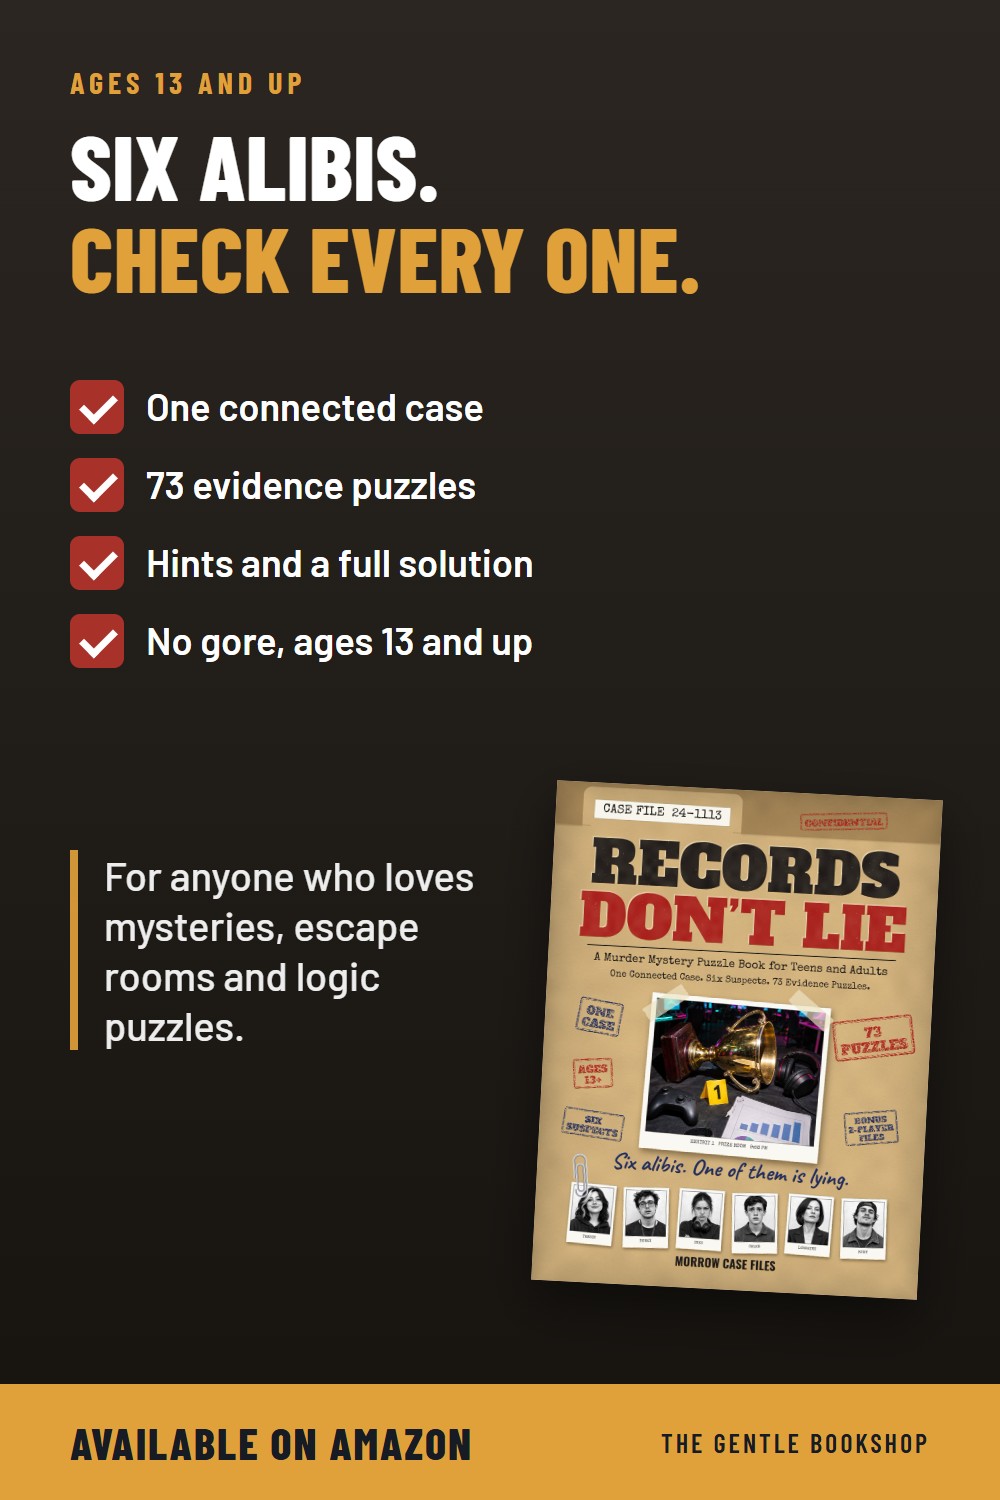 AGES 13 AND UP
SIX ALIBIS.
CHECK EVERY ONE.
One connected case
73 evidence puzzles
Hints and a full solution
No gore, ages 13 and up
For anyone who loves
mysteries, escape
rooms and logic
puzzles.
CASE FILE 24-1113
CONFIDENTIAL
RECORDS
DON'T LIE
A Murder Mystery Puzzle Book for Teens and Adults
One Connected Case. Six Suspects. 73 Evidence Puzzles.
ONE
CASE
73
PUZZLES
AGES
13+
1
SIX
SUSPECTS
BONUS
2-PLAYER
FILES
Six alibis. One of them is lying.
MORROW CASE FILES
AVAILABLE ON AMAZON
THE GENTLE BOOKSHOP